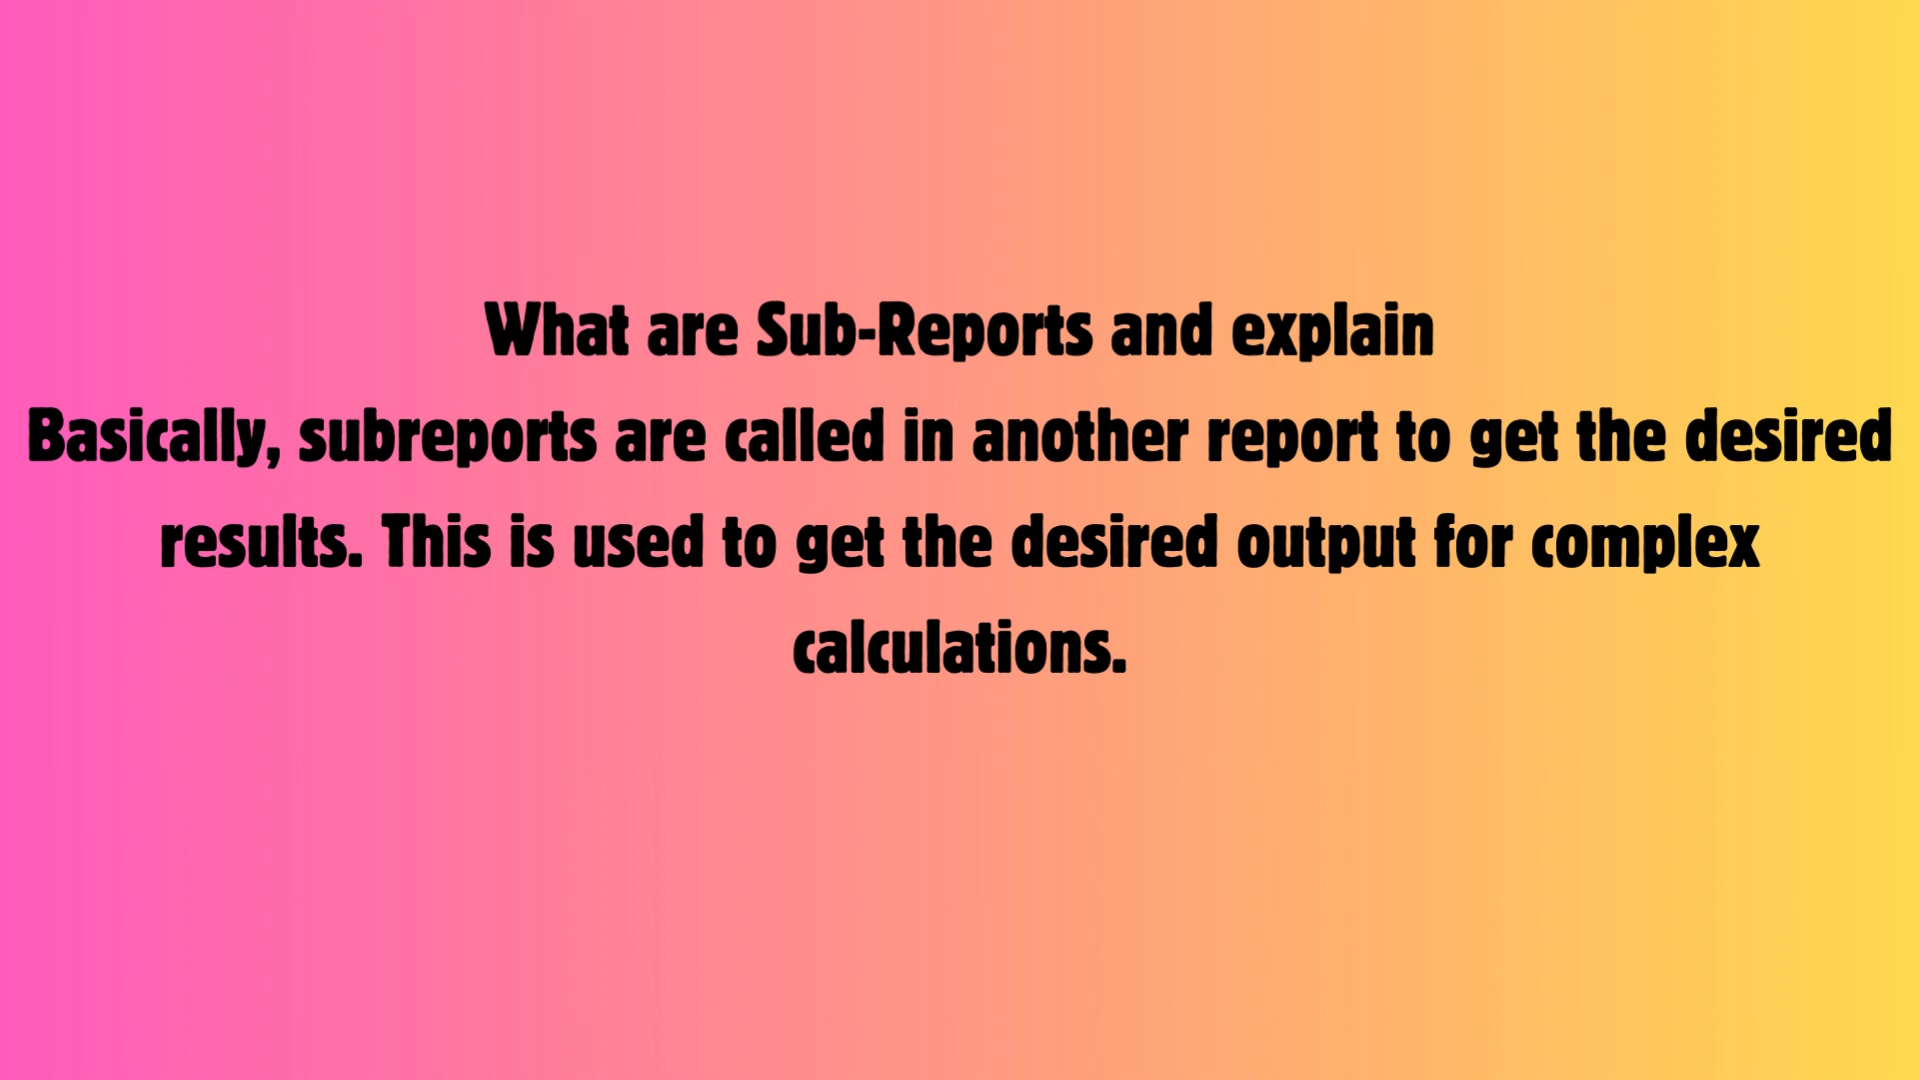 What are Sub-Reports and explain
Basically, subreports are called in another report to get the desired
results. This is used to get the desired output for complex
calculations.